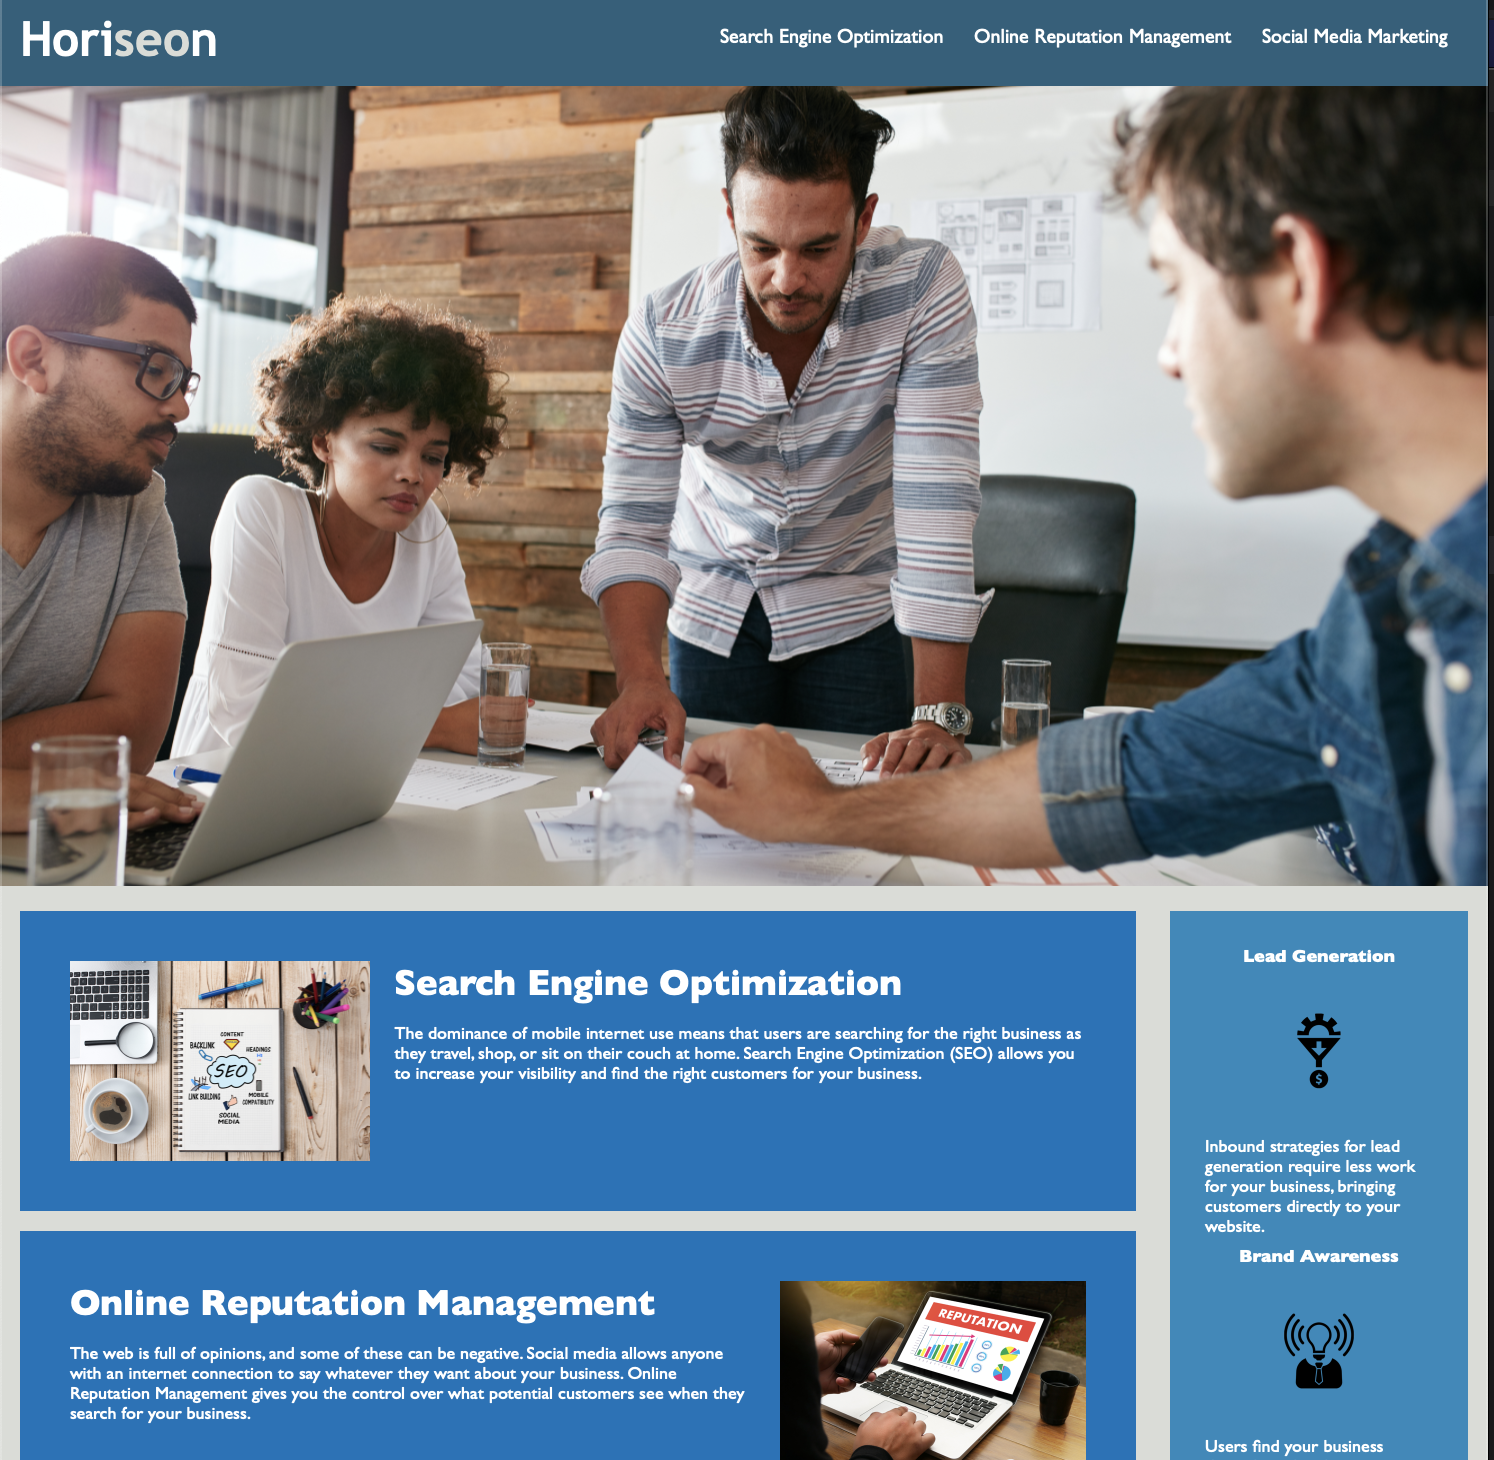 Horiseon
Search Engine Optimization Online Reputation Management Social Media Marketing
Search Engine Optimization
The dominance of mobile internet use means that users are searching for the right business as
they travel, shop, or sit on their couch at home. Search Engine Optimization (SEO) allows you
to increase your visibility and find the right customers for your business.
CONTENT
BACKLINK
HEADINGS
SEO
LINK BUILDING
MOBILE
COMPATIBILITY
SOCIAL
MEDIA
Online Reputation Management
The web is full of opinions, and some of these can be negative. Social media allows anyone
with an internet connection to say whatever they want about your business. Online
Reputation Management gives you the control over what potential customers see when they
search for your business.
REPUTATION
Lead Generation
$
Inbound strategies for lead
generation require less work
for your business, bringing
customers directly to your
website.
Brand Awareness
Users find your business